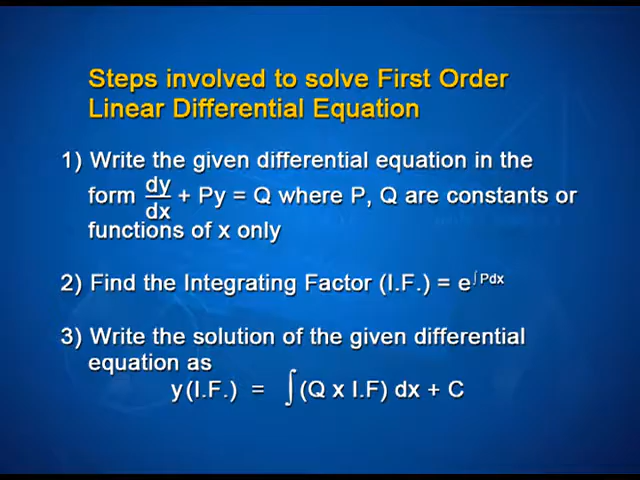 Steps involved to solve First Order
Linear Differential Equation
1) Write the given differential equation in the
form dy/dx + Py = Q where P, Q are constants or
functions of x only
2) Find the Integrating Factor (I.F.) = e^∫ Pdx
3) Write the solution of the given differential
equation as
y (I.F.) = ∫(Q x I.F) dx + C